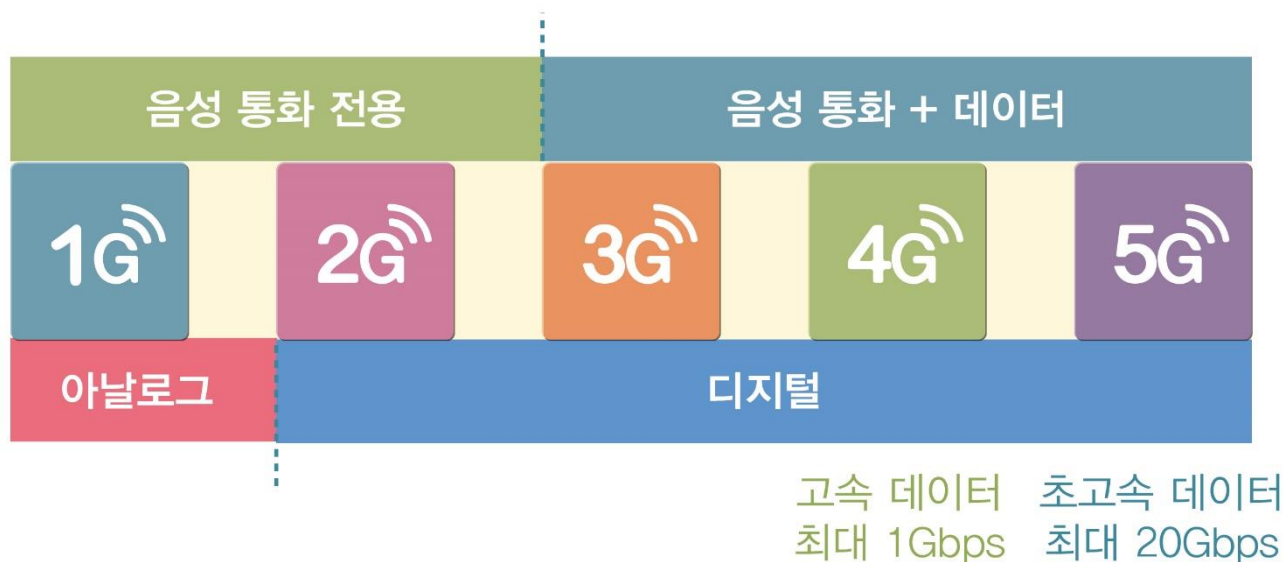 음성 통화 전용 음성 통화 + 데이터
1G 2G 3G 4G 5G
아날로그 디지털
고속 데이터 초고속 데이터
최대 1Gbps 최대 20Gbps